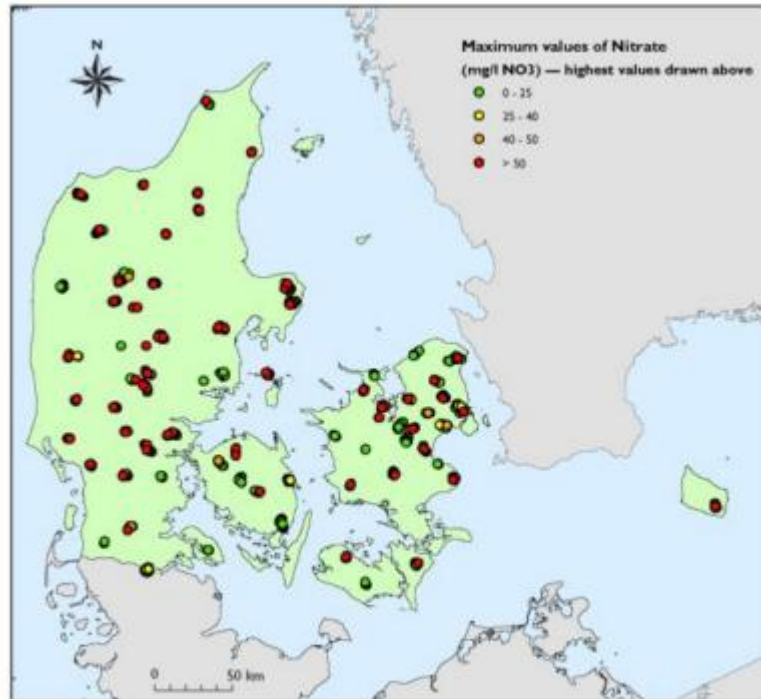 N
Maximum values of Nitrate
(mg/l NO3) — highest values drawn above
0 - 25
25 - 40
40 - 50
> 50
0 50 km